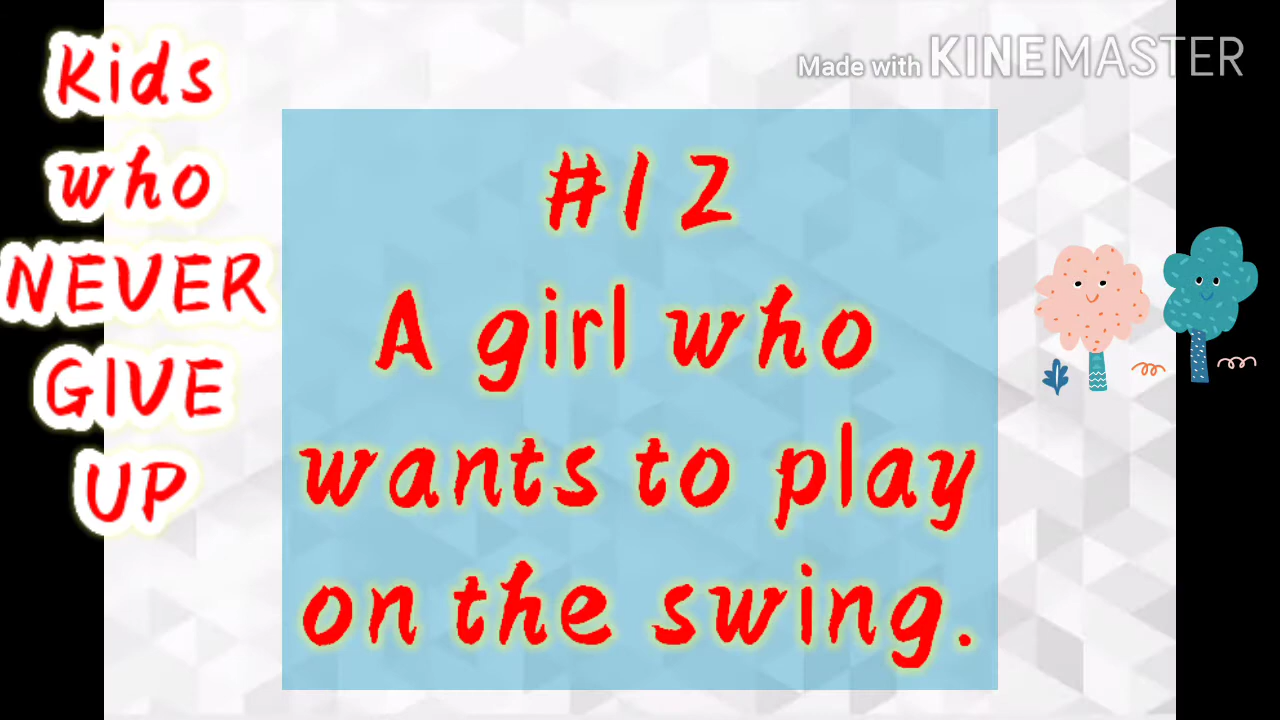 Kids
who
NEVER
GIVE
UP
Made with KINEMASTER
#12
A girl who
wants to play
on the swing.